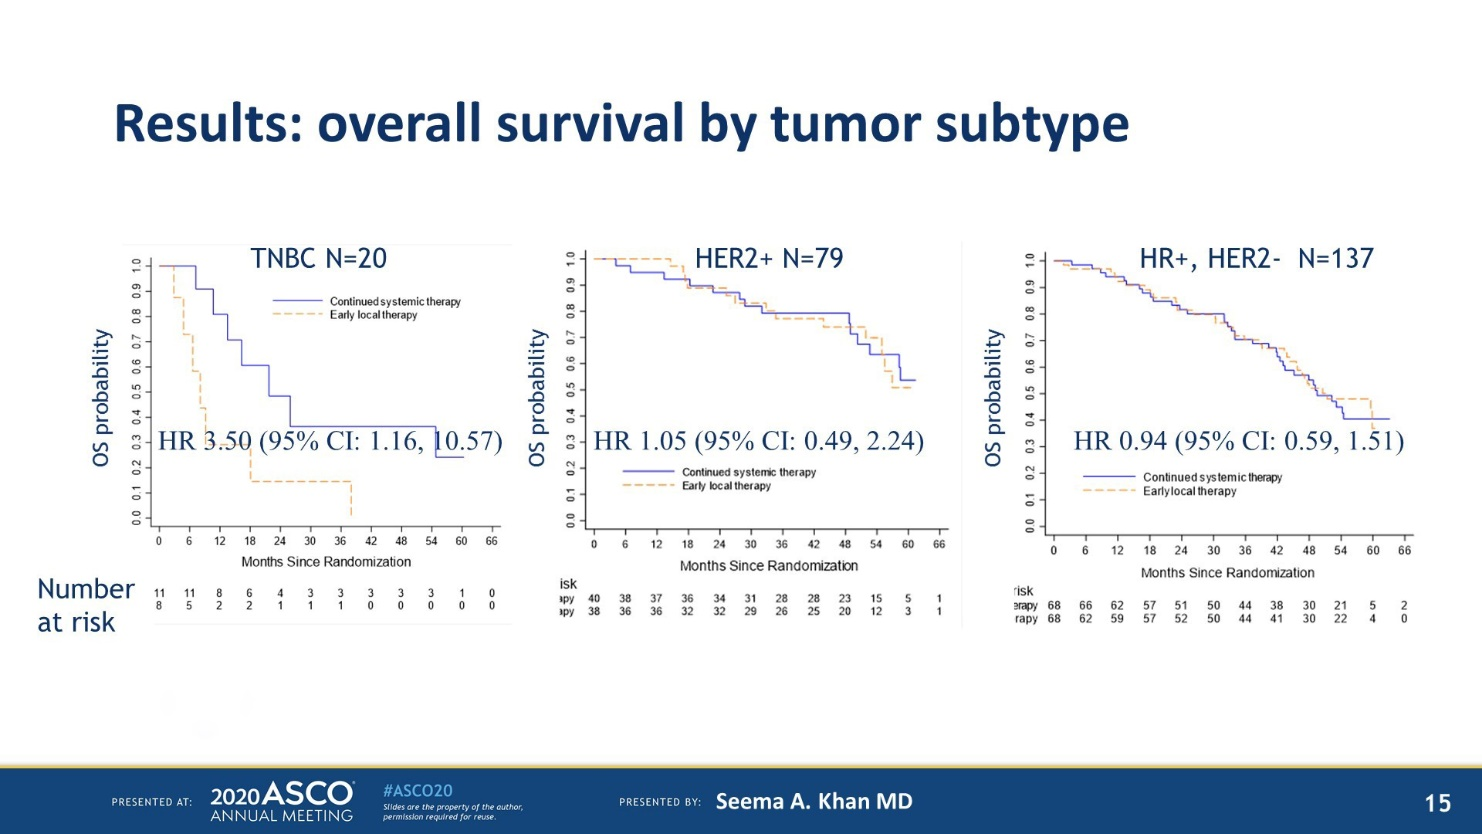 Results: overall survival by tumor subtype
TNBC N=20
OS probability
1.0
0.9
0.8
0.7
0.6
0.5
0.4
0.3
0.2
0.1
0.0
Continued systemic therapy
Early local therapy
HR 3.50 (95% CI: 1.16, 10.57)
0 6 12 18 24 30 36 42 48 54 60 66
Months Since Randomization
Number
at risk
11 11 8 6 4 3 3 3 3 3 1 0
8 5 2 2 1 1 1 0 0 0 0 0
HER2+ N=79
OS probability
1.0
0.9
0.8
0.7
0.6
0.5
0.4
0.3
0.2
0.1
0.0
HR 1.05 (95% CI: 0.49, 2.24)
Continued systemic therapy
Early local therapy
0 6 12 18 24 30 36 42 48 54 60 66
Months Since Randomization
isk
apy 40 38 37 36 34 31 28 28 23 15 5 1
apy 38 36 36 32 32 29 26 25 20 12 3 1
HR+, HER2- N=137
OS probability
1.0
0.9
0.8
0.7
0.6
0.5
0.4
0.3
0.2
0.1
0.0
HR 0.94 (95% CI: 0.59, 1.51)
Continued systemic therapy
Early local therapy
0 6 12 18 24 30 36 42 48 54 60 66
Months Since Randomization
risk
erapy 68 66 62 57 51 50 44 38 30 21 5 2
rapy 68 62 59 57 52 50 44 41 30 22 4 0
PRESENTED AT:
2020 ASCO
ANNUAL MEETING
#ASCO20
Slides are the property of the author,
permission required for reuse.
PRESENTED BY: Seema A. Khan MD
15